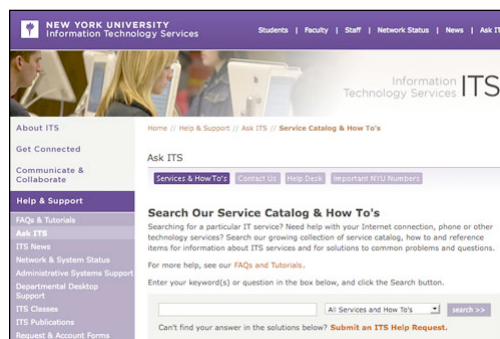 NEW YORK UNIVERSITY
Information Technology Services
Students | Faculty | Staff | Network Status | News | Ask IT
Information
Technology Services ITS
About ITS
Get Connected
Communicate &
Collaborate
Help & Support
FAQs & Tutorials
Ask ITS
ITS News
Network & System Status
Administrative Systems Support
Departmental Desktop
Support
ITS Classes
ITS Publications
Request & Account Forms
Home // Help & Support // Ask ITS // Service Catalog & How To's
Ask ITS
Services & How To's Contact Us Help Desk Important NYU Numbers
Search Our Service Catalog & How To's
Searching for a particular IT service? Need help with your Internet connection, phone or other
technology services? Search our growing collection of service catalog, how to and reference
items for information about ITS services and for solutions to common problems and questions.
For more help, see our FAQs and Tutorials.
Enter your keyword(s) or question in the box below, and click the Search button.
All Services and How To's search >>
Can't find your answer in the solutions below? Submit an ITS Help Request.